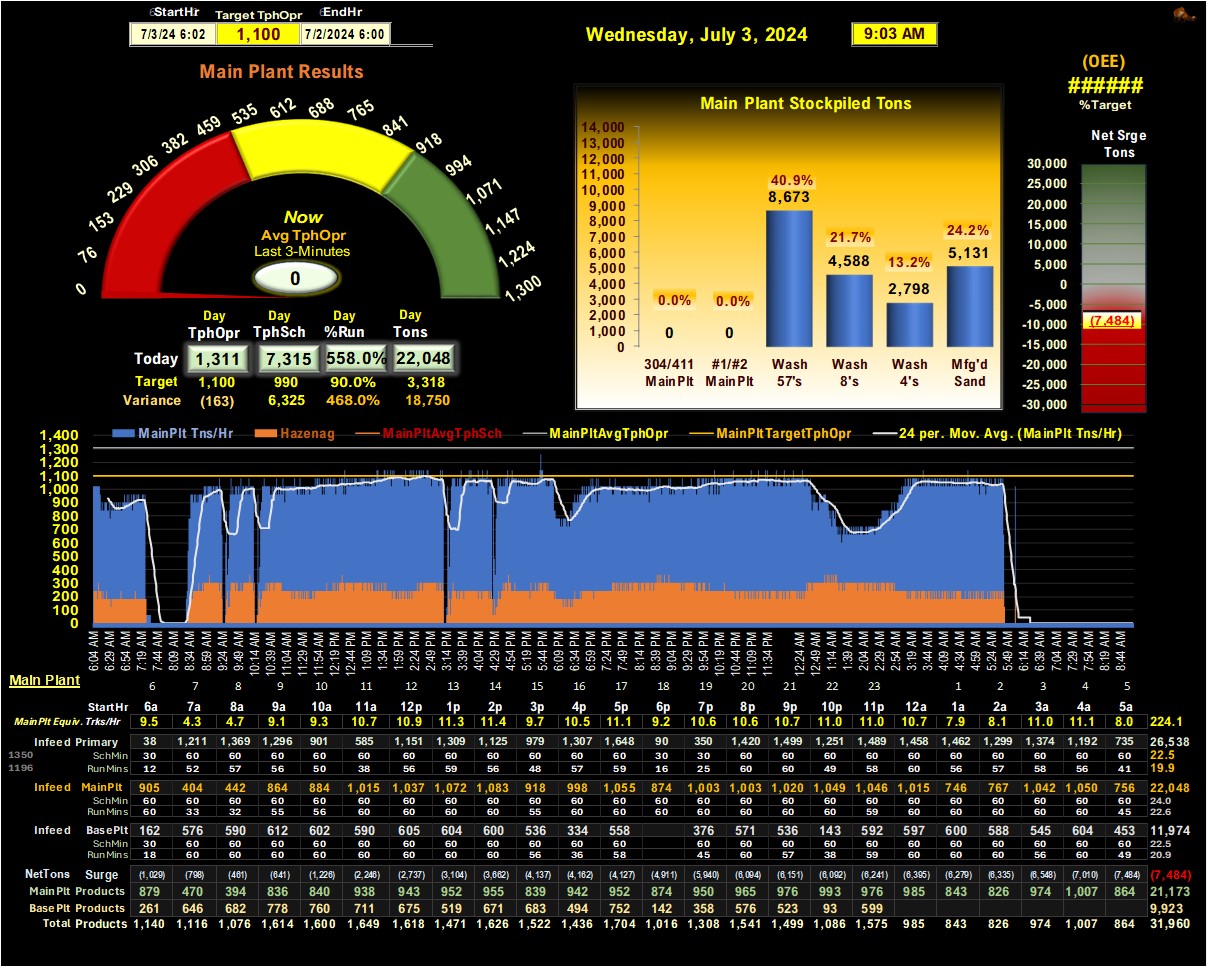 StartHr Target TphOpr EndHr
7/3/24 6:02 1,100 7/2/2024 6:00
Wednesday, July 3, 2024 9:03 AM
Main Plant Results
0 76 153 229 306 382 459 535 612 688 765 841 918 994 1,071 1,147 1,224 1,300
Now
Avg TphOpr
Last 3-Minutes
0
Day Day Day Day
TphOpr TphSch %Run Tons
Today 1,311 7,315 558.0% 22,048
Target 1,100 990 90.0% 3,318
Variance (163) 6,325 468.0% 18,750
Main Plant Stockpiled Tons
14,000
13,000
12,000
11,000
10,000
9,000
8,000
7,000
6,000
5,000
4,000
3,000
2,000
1,000
0
0.0% 0.0% 40.9% 21.7% 13.2% 24.2%
0 0 8,673 4,588 2,798 5,131
304/411 #1/#2 Wash Wash Wash Mfg'd
MainPlt MainPlt 57's 8's 4's Sand
(OEE)
######
%Target
Net Srge
Tons
30,000
25,000
20,000
15,000
10,000
5,000
0
-5,000
-10,000
-15,000
-20,000
-25,000
-30,000
(7,484)
MainPlt Tns/Hr Hazenag MainPltAvgTphSch MainPltAvgTphOpr MainPltTargetTphOpr 24 per. Mov. Avg. (MainPlt Tns/Hr)
1,400
1,300
1,200
1,100
1,000
900
800
700
600
500
400
300
200
100
0
6:04 AM 6:29 AM 6:54 AM 7:19 AM 7:44 AM 8:09 AM 8:34 AM 8:59 AM 9:24 AM 9:49 AM 10:14 AM 10:39 AM 11:04 AM 11:29 AM 11:54 AM 12:19 PM 12:44 PM 1:09 PM 1:34 PM 1:59 PM 2:24 PM 2:49 PM 3:14 PM 3:39 PM 4:04 PM 4:29 PM 4:54 PM 5:19 PM 5:44 PM 6:09 PM 6:34 PM 6:59 PM 7:24 PM 7:49 PM 8:14 PM 8:39 PM 9:04 PM 9:29 PM 9:54 PM 10:19 PM 10:44 PM 11:09 PM 11:34 PM 12:24 AM 12:49 AM 1:14 AM 1:39 AM 2:04 AM 2:29 AM 2:54 AM 3:19 AM 3:44 AM 4:09 AM 4:34 AM 4:59 AM 5:24 AM 5:49 AM 6:14 AM 6:39 AM 7:04 AM 7:29 AM 7:54 AM 8:19 AM 8:44 AM
Main Plant
6 7 8 9 10 11 12 13 14 15 16 17 18 19 20 21 22 23 1 2 3 4 5
StartHr 6a 7a 8a 9a 10a 11a 12p 1p 2p 3p 4p 5p 6p 7p 8p 9p 10p 11p 12a 1a 2a 3a 4a 5a
MainPlt Equiv. Trks/Hr 9.5 4.3 4.7 9.1 9.3 10.7 10.9 11.3 11.4 9.7 10.5 11.1 9.2 10.6 10.6 10.7 11.0 11.0 10.7 7.9 8.1 11.0 11.1 8.0 224.1
Infeed Primary 38 1,211 1,369 1,296 901 585 1,151 1,309 1,125 979 1,307 1,648 90 350 1,420 1,499 1,251 1,489 1,458 1,462 1,299 1,374 1,192 735 26,538
1350 SchMin 30 60 60 60 60 60 60 60 60 60 60 60 30 30 60 60 60 60 60 60 60 60 60 60 22.5
1196 RunMins 12 52 57 56 50 38 56 59 56 48 57 59 16 25 60 60 49 58 60 56 57 58 56 41 19.9
Infeed MainPlt 905 404 442 864 884 1,015 1,037 1,072 1,083 918 998 1,055 874 1,003 1,003 1,020 1,049 1,046 1,015 746 767 1,042 1,050 756 22,048
SchMin 60 60 60 60 60 60 60 60 60 60 60 60 60 60 60 60 60 60 60 60 60 60 60 60 24.0
RunMins 60 33 32 55 56 60 60 60 60 55 60 60 60 60 60 60 60 59 60 60 60 60 60 45 22.6
Infeed BasePlt 162 576 590 612 602 590 605 604 600 536 334 558 376 571 536 143 592 597 600 588 545 604 453 11,974
SchMin 30 60 60 60 60 60 60 60 60 60 60 60 60 60 60 60 60 60 60 60 60 60 60 22.5
RunMins 18 60 60 60 60 60 60 60 60 56 36 58 45 60 57 38 59 60 60 60 56 60 49 20.9
NetTons Surge (1,029) (798) (461) (641) (1,226) (2,246) (2,737) (3,104) (3,662) (4,137) (4,162) (4,127) (4,911) (5,940) (6,094) (6,151) (6,092) (6,241) (6,395) (6,279) (6,335) (6,548) (7,010) (7,484) (7,484)
MainPlt Products 879 470 394 836 840 938 943 952 955 839 942 952 874 950 965 976 993 976 985 843 826 974 1,007 864 21,173
BasePlt Products 261 646 682 778 760 711 675 519 671 683 494 752 142 358 576 523 93 599 9,923
Total Products 1,140 1,116 1,076 1,614 1,600 1,649 1,618 1,471 1,626 1,522 1,436 1,704 1,016 1,308 1,541 1,499 1,086 1,575 985 843 826 974 1,007 864 31,960